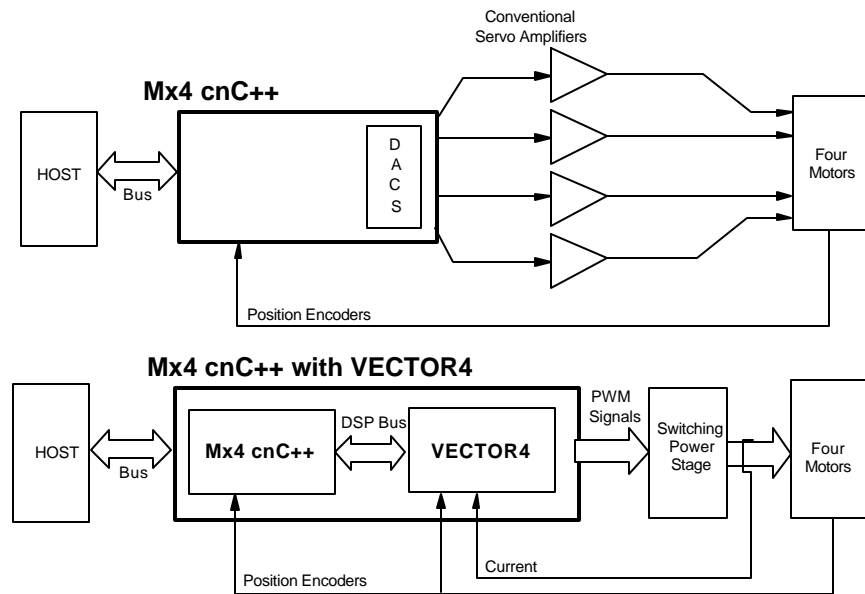 Conventional
Servo Amplifiers
Mx4 cnC++
HOST
Bus
D
A
C
S
Four
Motors
Position Encoders
Mx4 cnC++ with VECTOR4
HOST
Bus
Mx4 cnC++
DSP Bus
VECTOR4
PWM
Signals
Switching
Power
Stage
Four
Motors
Current
Position Encoders